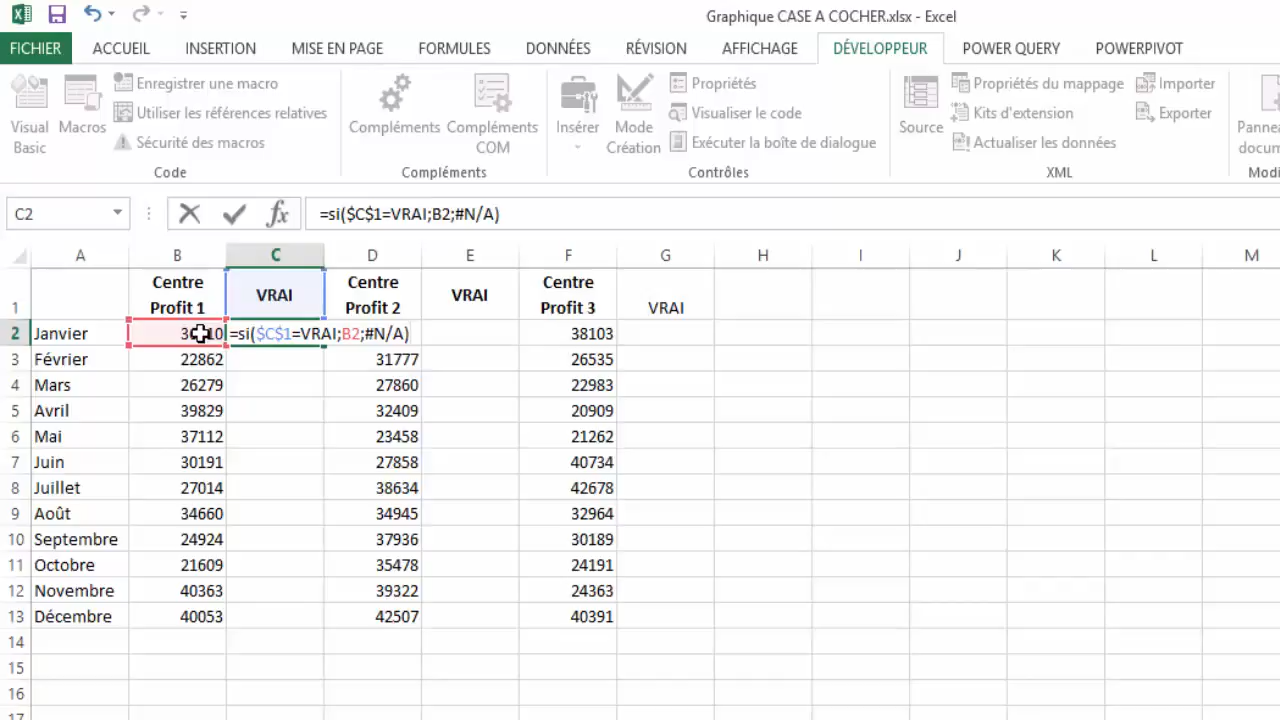 Graphique CASE A COCHER.xlsx - Excel
FICHIER ACCUEIL INSERTION MISE EN PAGE FORMULES DONNÉES RÉVISION AFFICHAGE DÉVELOPPEUR POWER QUERY POWERPIVOT
Visual Basic
Macros
Enregistrer une macro
Utiliser les références relatives
Sécurité des macros
Code
Compléments
Compléments COM
Compléments
Insérer
Mode Création
Propriétés
Visualiser le code
Exécuter la boîte de dialogue
Contrôles
Source
Propriétés du mappage
Kits d'extension
Actualiser les données
Importer
Exporter
XML
C2 fx =si($C$1=VRAI;B2;#N/A)
A B C D E F G H I J K L M
1 Centre Profit 1 VRAI Centre Profit 2 VRAI Centre Profit 3 VRAI
2 Janvier =si($C$1=VRAI;B2;#N/A) 38103
3 Février 22862 31777 26535
4 Mars 26279 27860 22983
5 Avril 39829 32409 20909
6 Mai 37112 23458 21262
7 Juin 30191 27858 40734
8 Juillet 27014 38634 42678
9 Août 34660 34945 32964
10 Septembre 24924 37936 30189
11 Octobre 21609 35478 24191
12 Novembre 40363 39322 24363
13 Décembre 40053 42507 40391
14
15
16